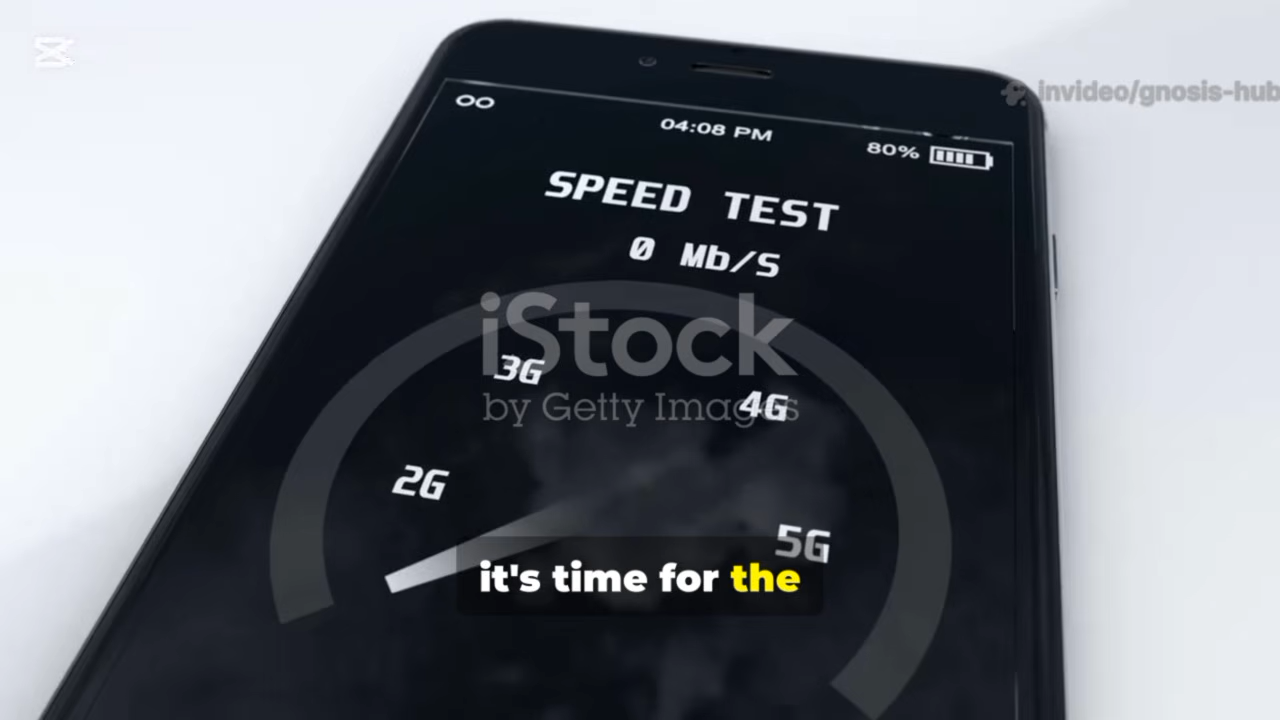 invideo/gnosis-hub
04:08 PM
80%
SPEED TEST
0 Mb/S
iStock
by Getty Images
3G
4G
2G
5G
it's time for the